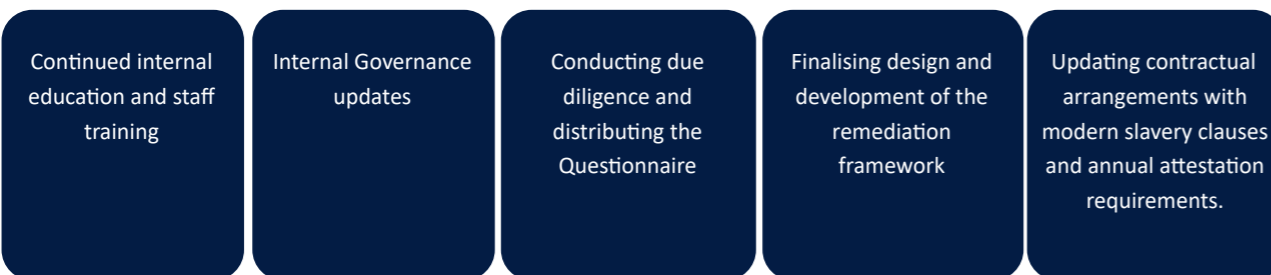 Continued internal
education and staff
training
Internal Governance
updates
Conducting due
diligence and
distributing the
Questionnaire
Finalising design and
development of the
remediation
framework
Updating contractual
arrangements with
modern slavery clauses
and annual attestation
requirements.